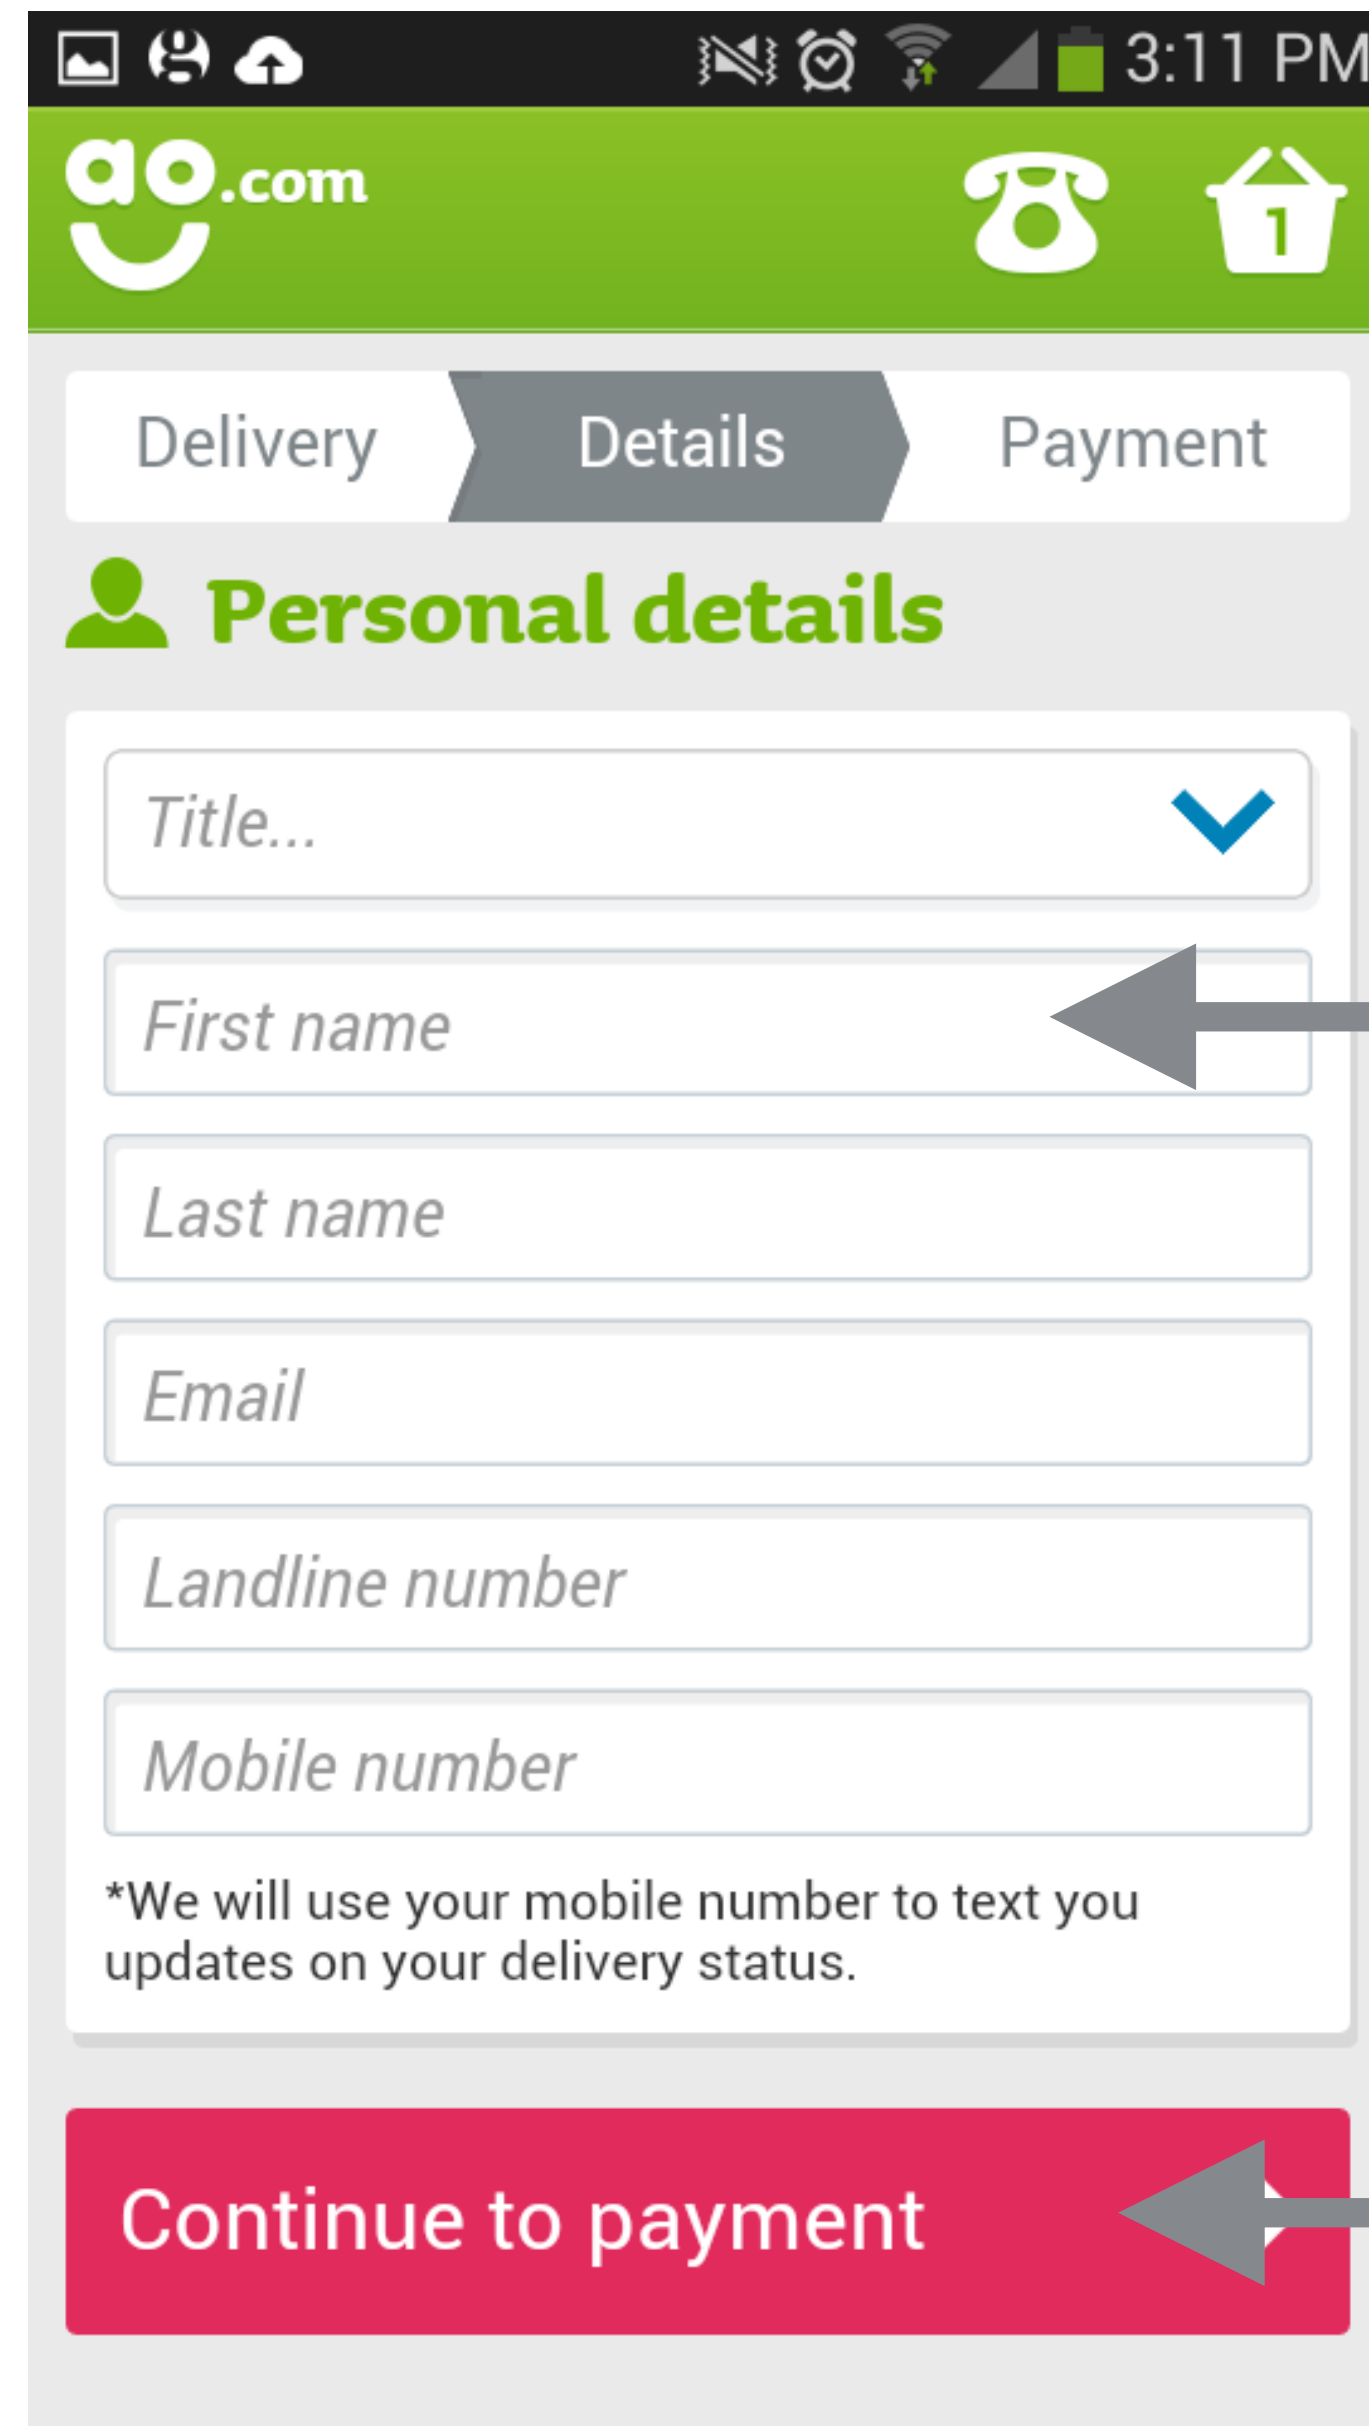 3:11 PM
ao.com
1
Delivery
Details
Payment
Personal details
Title...
First name
Last name
Email
Landline number
Mobile number
*We will use your mobile number to text you
updates on your delivery status.
Continue to payment